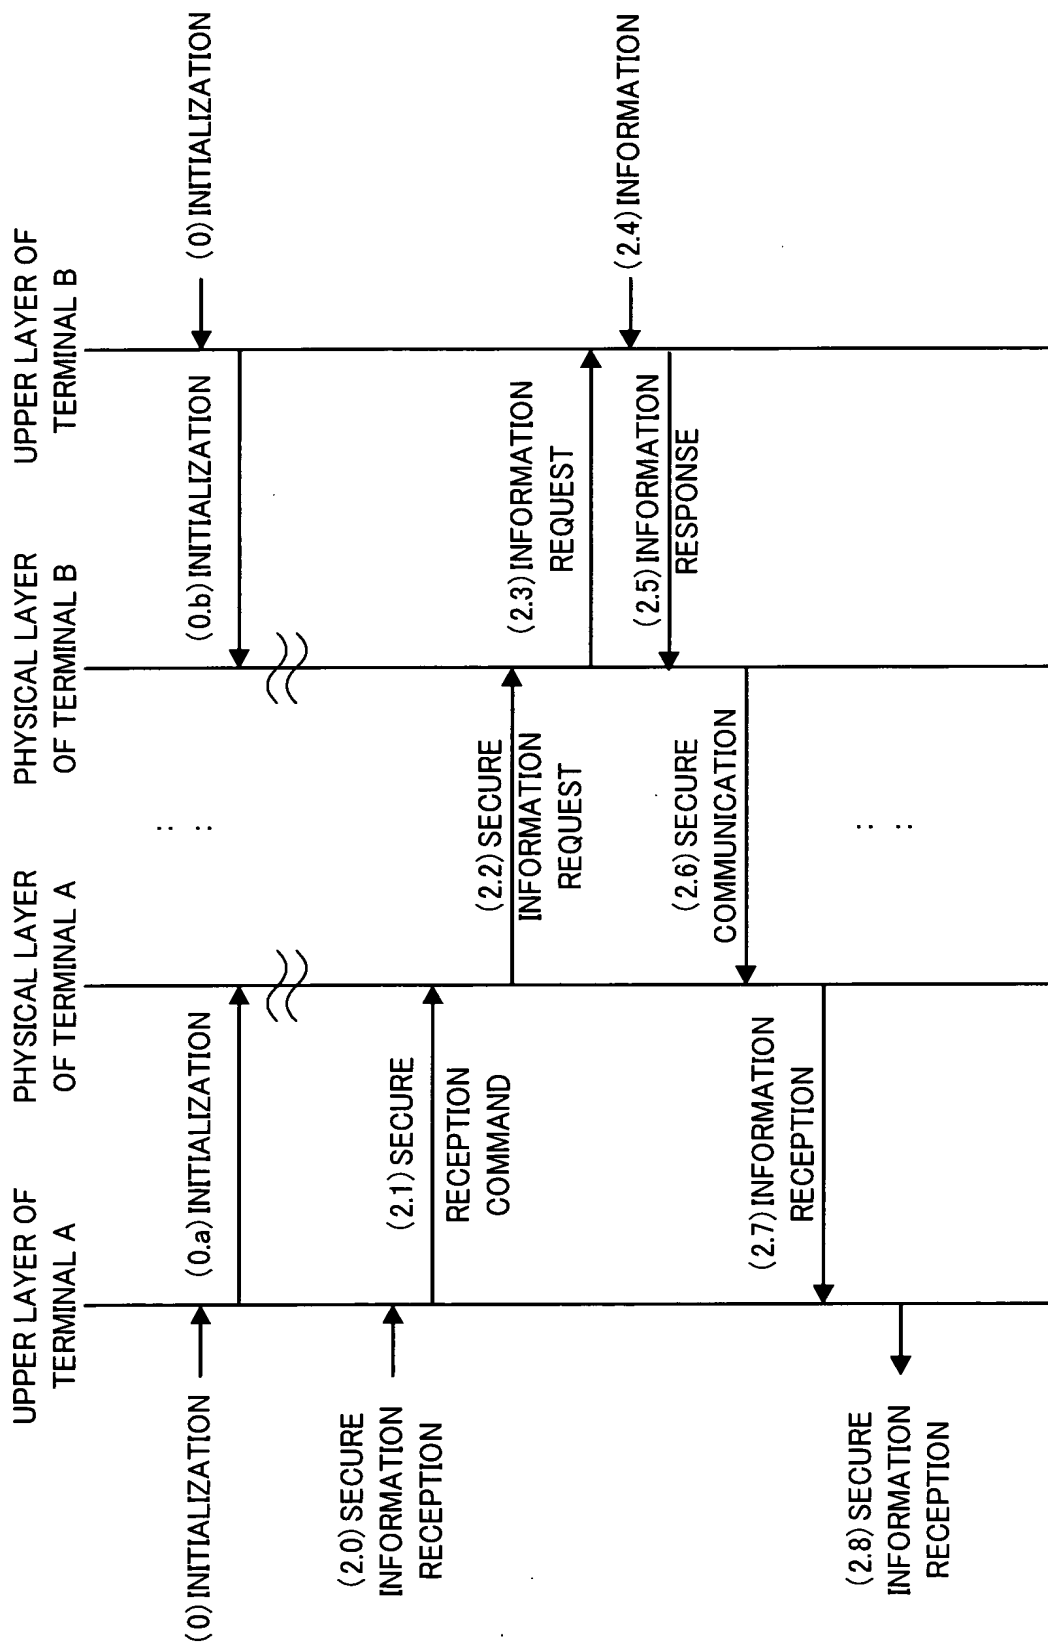 UPPER LAYER OF
TERMINAL A
PHYSICAL LAYER
OF TERMINAL A
PHYSICAL LAYER
OF TERMINAL B
UPPER LAYER OF
TERMINAL B
(0) INITIALIZATION
(0.a) INITIALIZATION
(0.b) INITIALIZATION
(0) INITIALIZATION
(2.0) SECURE
INFORMATION
RECEPTION
(2.1) SECURE
RECEPTION
COMMAND
(2.2) SECURE
INFORMATION
REQUEST
(2.3) INFORMATION
REQUEST
(2.4) INFORMATION
(2.5) INFORMATION
RESPONSE
(2.6) SECURE
COMMUNICATION
(2.7) INFORMATION
RECEPTION
(2.8) SECURE
INFORMATION
RECEPTION